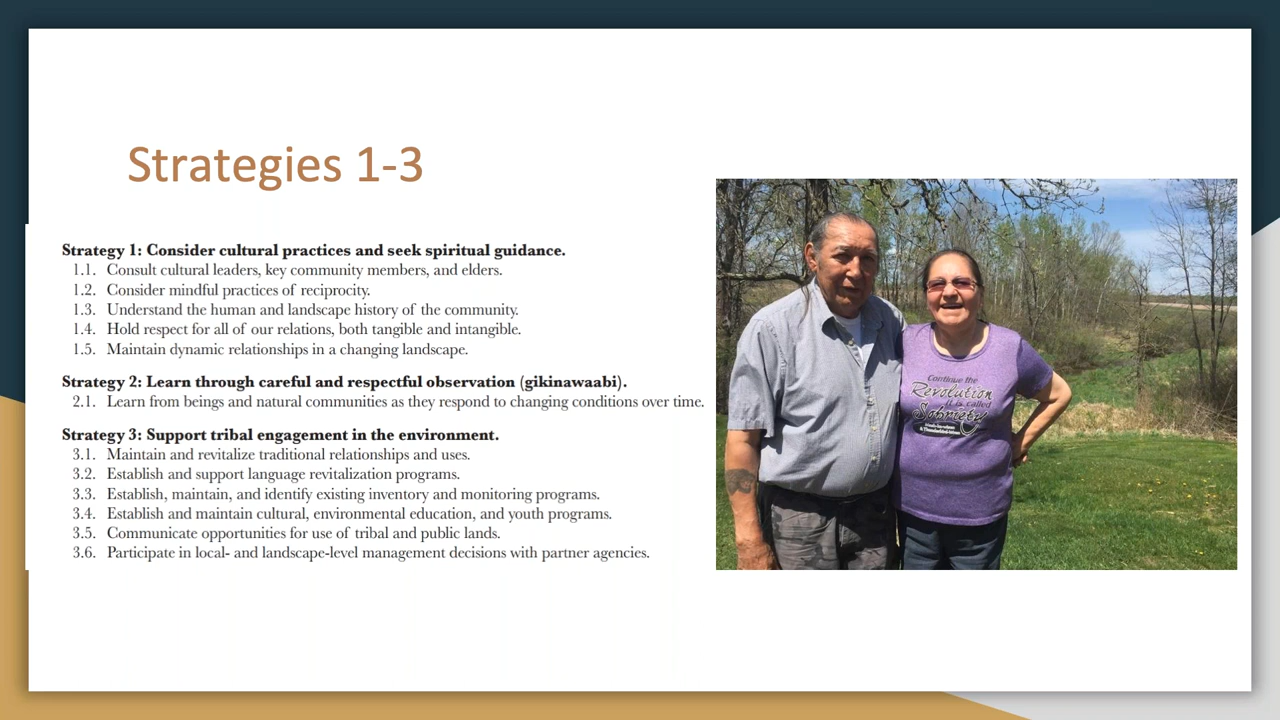 Strategies 1-3
Strategy 1: Consider cultural practices and seek spiritual guidance.
1.1. Consult cultural leaders, key community members, and elders.
1.2. Consider mindful practices of reciprocity.
1.3. Understand the human and landscape history of the community.
1.4. Hold respect for all of our relations, both tangible and intangible.
1.5. Maintain dynamic relationships in a changing landscape.
Strategy 2: Learn through careful and respectful observation (gikinawaabi).
2.1. Learn from beings and natural communities as they respond to changing conditions over time.
Strategy 3: Support tribal engagement in the environment.
3.1. Maintain and revitalize traditional relationships and uses.
3.2. Establish and support language revitalization programs.
3.3. Establish, maintain, and identify existing inventory and monitoring programs.
3.4. Establish and maintain cultural, environmental education, and youth programs.
3.5. Communicate opportunities for use of tribal and public lands.
3.6. Participate in local- and landscape-level management decisions with partner agencies.
Continue the
Revolution
it is called
Sobriety